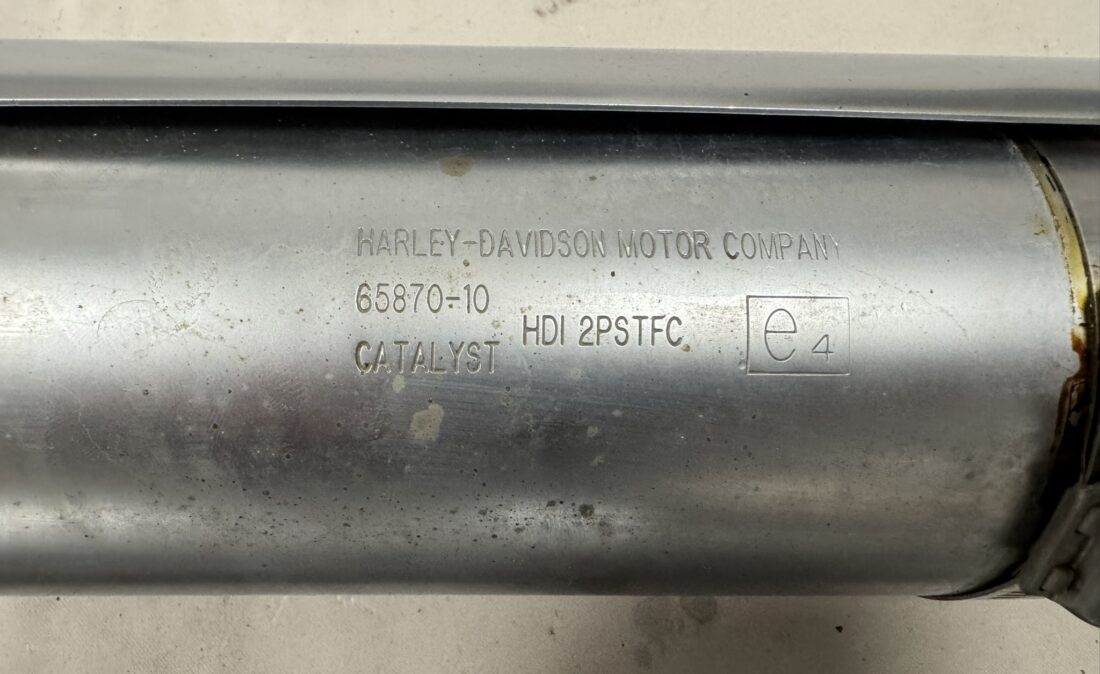 HARLEY-DAVIDSON MOTOR COMPANY
65870-10
HDI 2PSTFC
CATALYST
e4